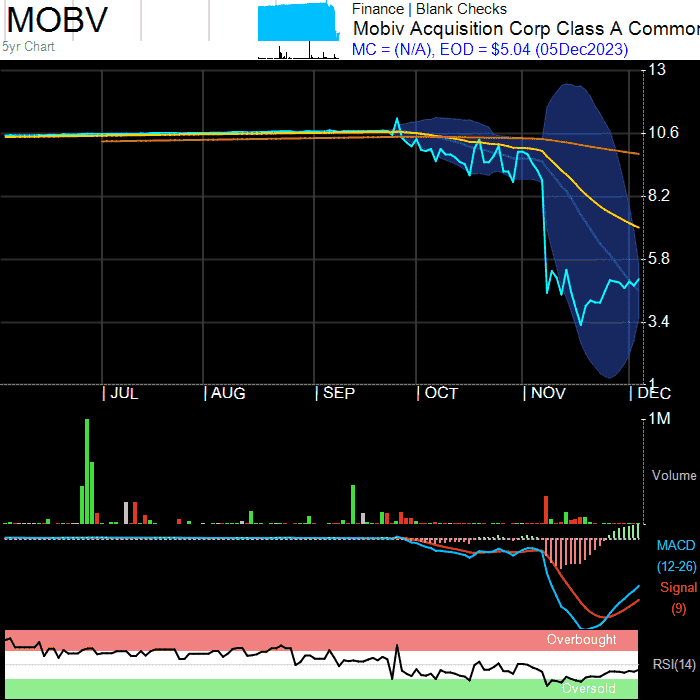 MOBV
5yr Chart
Finance | Blank Checks
Mobiv Acquisition Corp Class A Common
MC = (N/A), EOD = $5.04 (05Dec2023)
13
10.6
8.2
5.8
3.4
1
JUL
AUG
SEP
OCT
NOV
DEC
1M
Volume
MACD
(12-26)
Signal
(9)
Overbought
RSI(14)
Oversold